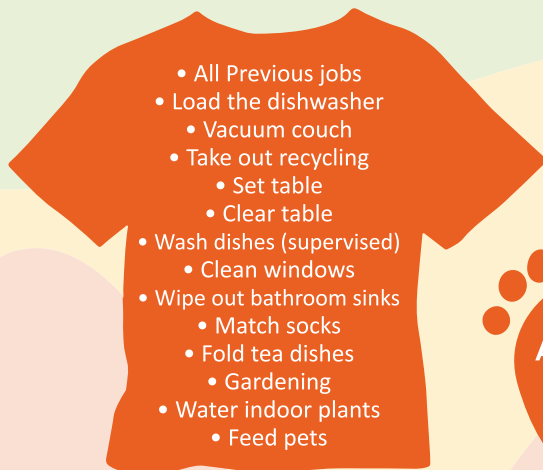 • All Previous jobs
• Load the dishwasher
• Vacuum couch
• Take out recycling
• Set table
• Clear table
• Wash dishes (supervised)
• Clean windows
• Wipe out bathroom sinks
• Match socks
• Fold tea dishes
• Gardening
• Water indoor plants
• Feed pets